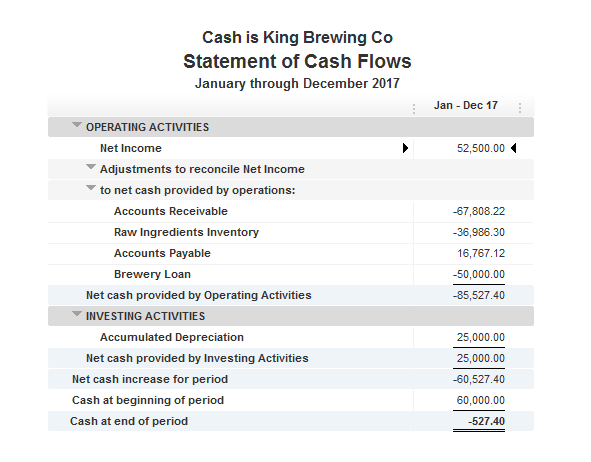 Cash is King Brewing Co
Statement of Cash Flows
January through December 2017
Jan - Dec 17
OPERATING ACTIVITIES
Net Income 52,500.00
Adjustments to reconcile Net Income
to net cash provided by operations:
Accounts Receivable -67,808.22
Raw Ingredients Inventory -36,986.30
Accounts Payable 16,767.12
Brewery Loan -50,000.00
Net cash provided by Operating Activities -85,527.40
INVESTING ACTIVITIES
Accumulated Depreciation 25,000.00
Net cash provided by Investing Activities 25,000.00
Net cash increase for period -60,527.40
Cash at beginning of period 60,000.00
Cash at end of period -527.40